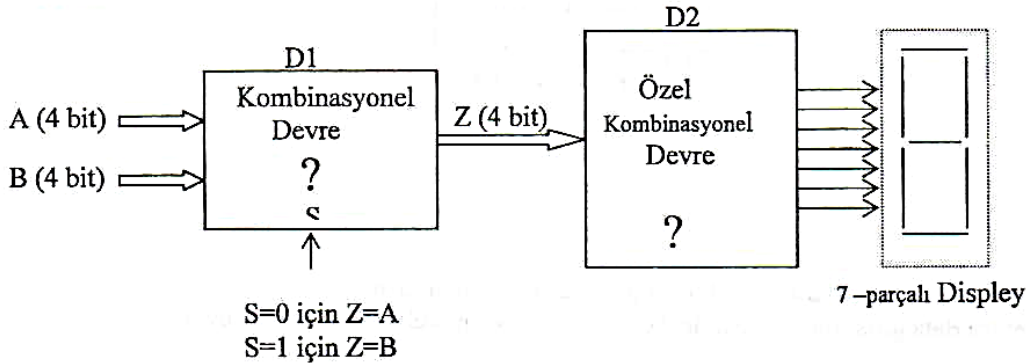 D1
Kombinasyonel
Devre
?
S
A (4 bit)
B (4 bit)
Z (4 bit)
D2
Özel
Kombinasyonel
Devre
?
7 –parçalı Displey
S=0 için Z=A
S=1 için Z=B